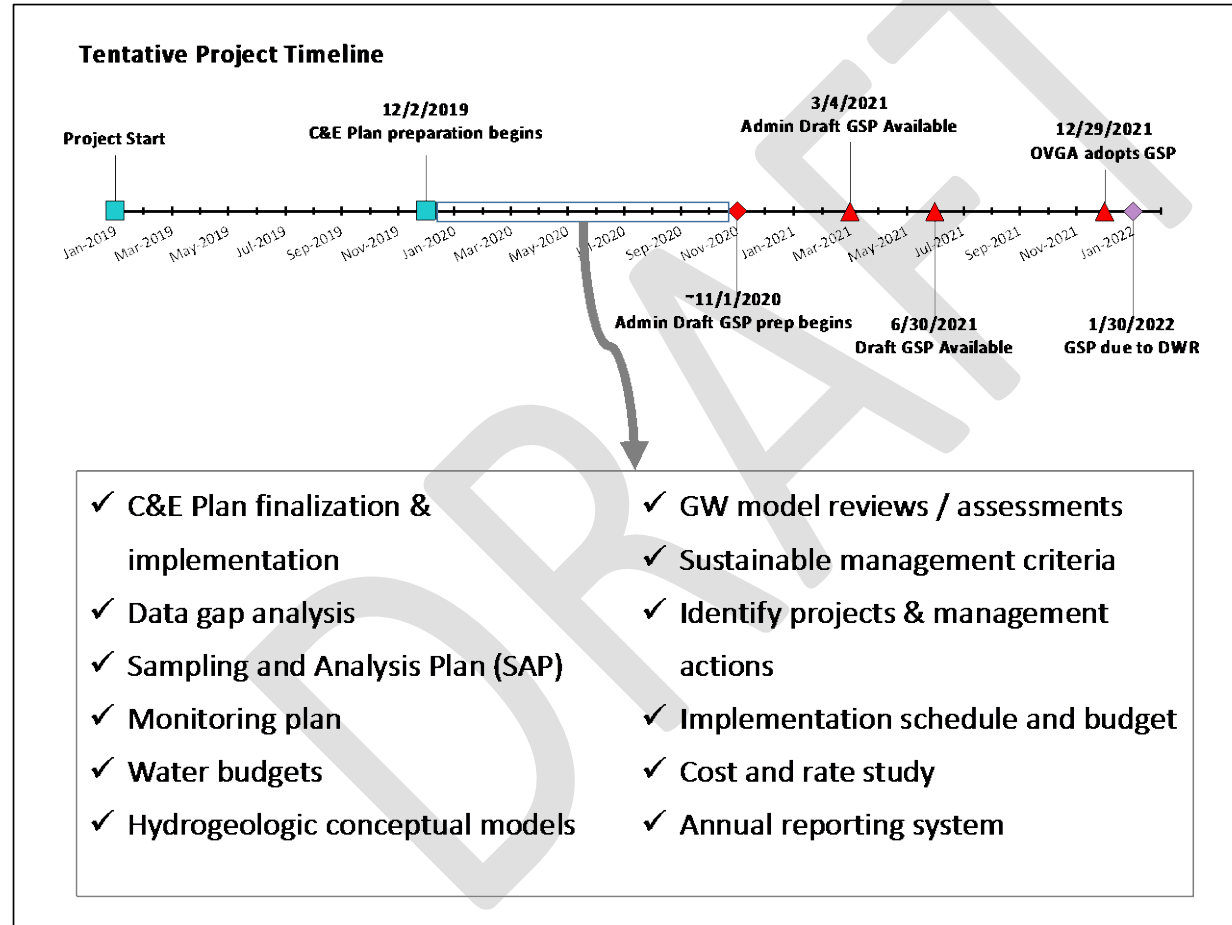 Tentative Project Timeline
Project Start
12/2/2019
C&E Plan preparation begins
3/4/2021
Admin Draft GSP Available
12/29/2021
OVGA adopts GSP
Jan-2019
Mar-2019
May-2019
Jul-2019
Sep-2019
Nov-2019
Jan-2020
Mar-2020
May-2020
Jul-2020
Sep-2020
Nov-2020
Jan-2021
Mar-2021
May-2021
Jul-2021
Sep-2021
Nov-2021
Jan-2022
~11/1/2020
Admin Draft GSP prep begins
6/30/2021
Draft GSP Available
1/30/2022
GSP due to DWR
✓ C&E Plan finalization &
implementation
✓ Data gap analysis
✓ Sampling and Analysis Plan (SAP)
✓ Monitoring plan
✓ Water budgets
✓ Hydrogeologic conceptual models
✓ GW model reviews / assessments
✓ Sustainable management criteria
✓ Identify projects & management
actions
✓ Implementation schedule and budget
✓ Cost and rate study
✓ Annual reporting system
DRAFT